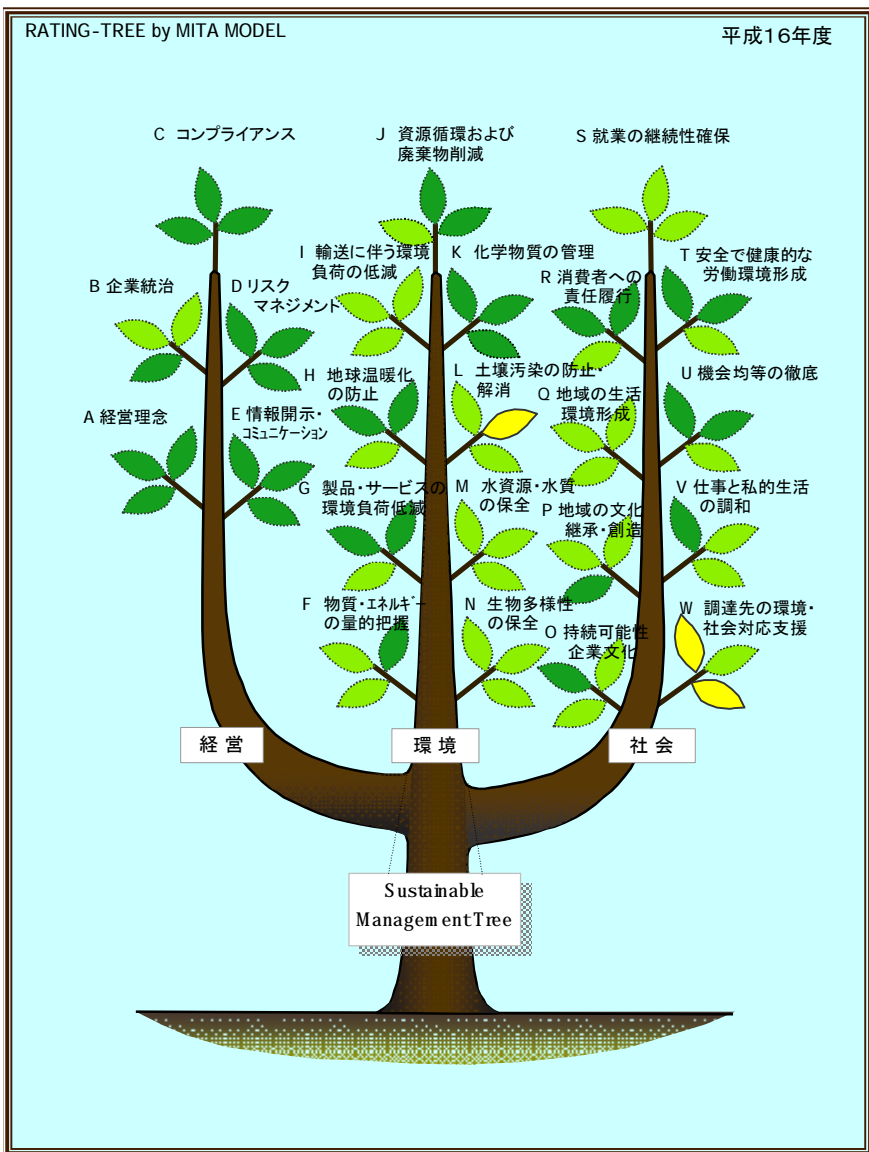 RATING-TREE by MITA MODEL
平成16年度
C コンプライアンス
J 資源循環および
廃棄物削減
S 就業の継続性確保
I 輸送に伴う環境
負荷の低減
K 化学物質の管理
R 消費者への
責任履行
T 安全で健康的な
労働環境形成
B 企業統治
D リスク
マネジメント
H 地球温暖化
の防止
L 土壌汚染の防止・
解消
Q 地域の生活
環境形成
U 機会均等の徹底
A 経営理念
E 情報開示・
コミュニケーション
G 製品・サービスの
環境負荷低減
M 水資源・水質
の保全
P 地域の文化
継承・創造
V 仕事と私的生活
の調和
F 物質・エネルギー
の量的把握
N 生物多様性
の保全
O 持続可能性
企業文化
W 調達先の環境・
社会対応支援
経 営
環 境
社 会
Sustainable
Management Tree